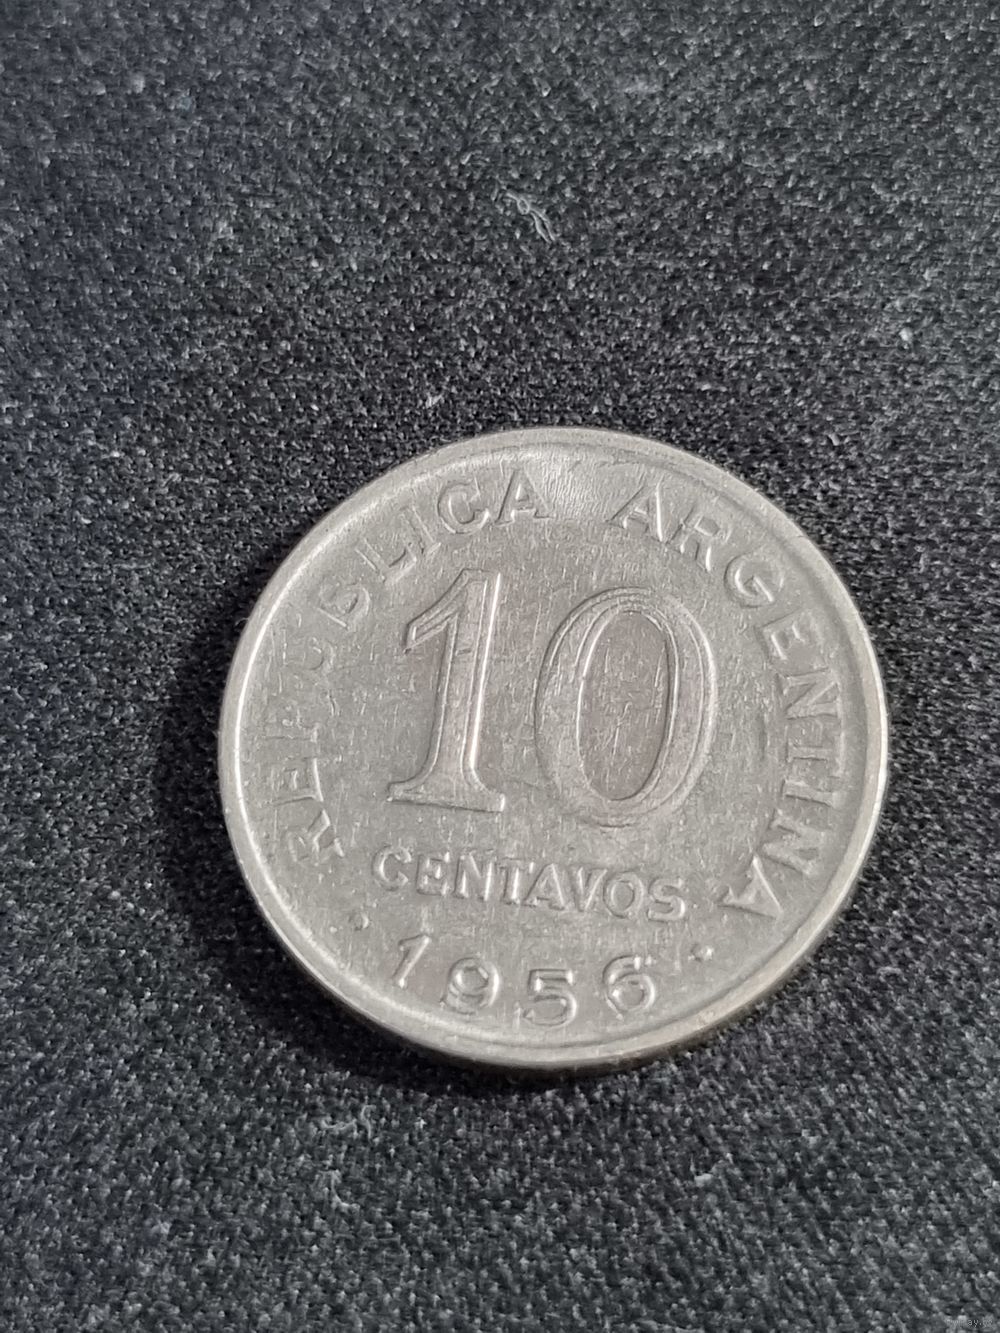 REPUBLICA ARGENTINA
10
CENTAVOS
· 1956 ·